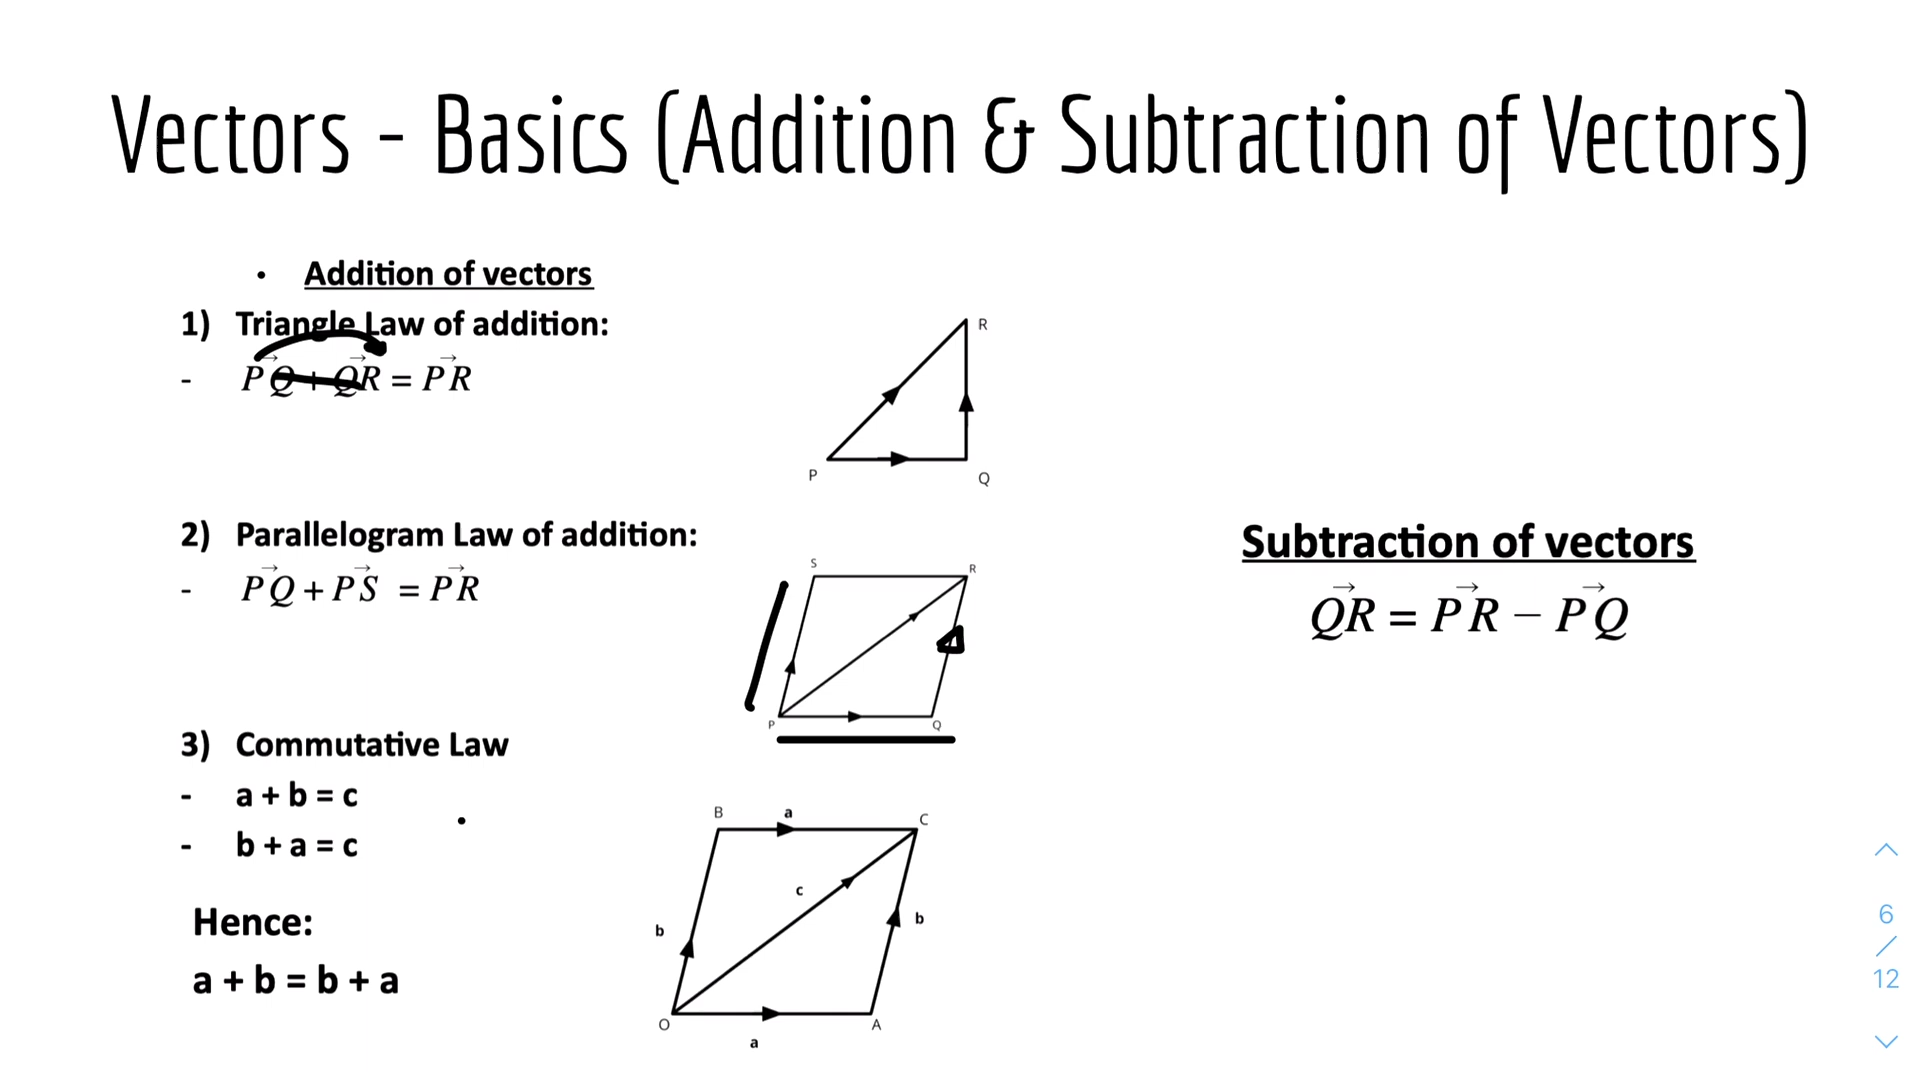 Vectors - Basics (Addition & Subtraction of Vectors)
• Addition of vectors
1) Triangle Law of addition:
- PQ⃗ + QR⃗ = PR⃗
R
P
Q
2) Parallelogram Law of addition:
- PQ⃗ + PS⃗ = PR⃗
S
R
P
Q
Subtraction of vectors
QR⃗ = PR⃗ − PQ⃗
3) Commutative Law
- a + b = c
- b + a = c
Hence:
a + b = b + a
B
a
C
c
b
b
O
A
a
6
/
12